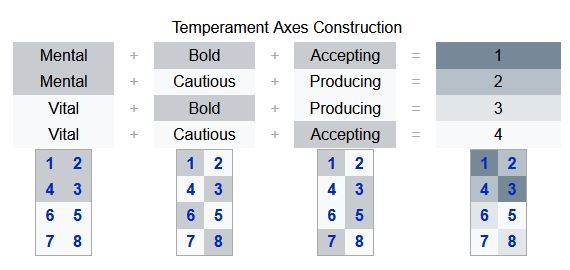 Temperament Axes Construction
Mental + Bold + Accepting = 1
Mental + Cautious + Producing = 2
Vital + Bold + Producing = 3
Vital + Cautious + Accepting = 4
1 2 1 2 1 2 1 2
4 3 4 3 4 3 4 3
6 5 6 5 6 5 6 5
7 8 7 8 7 8 7 8